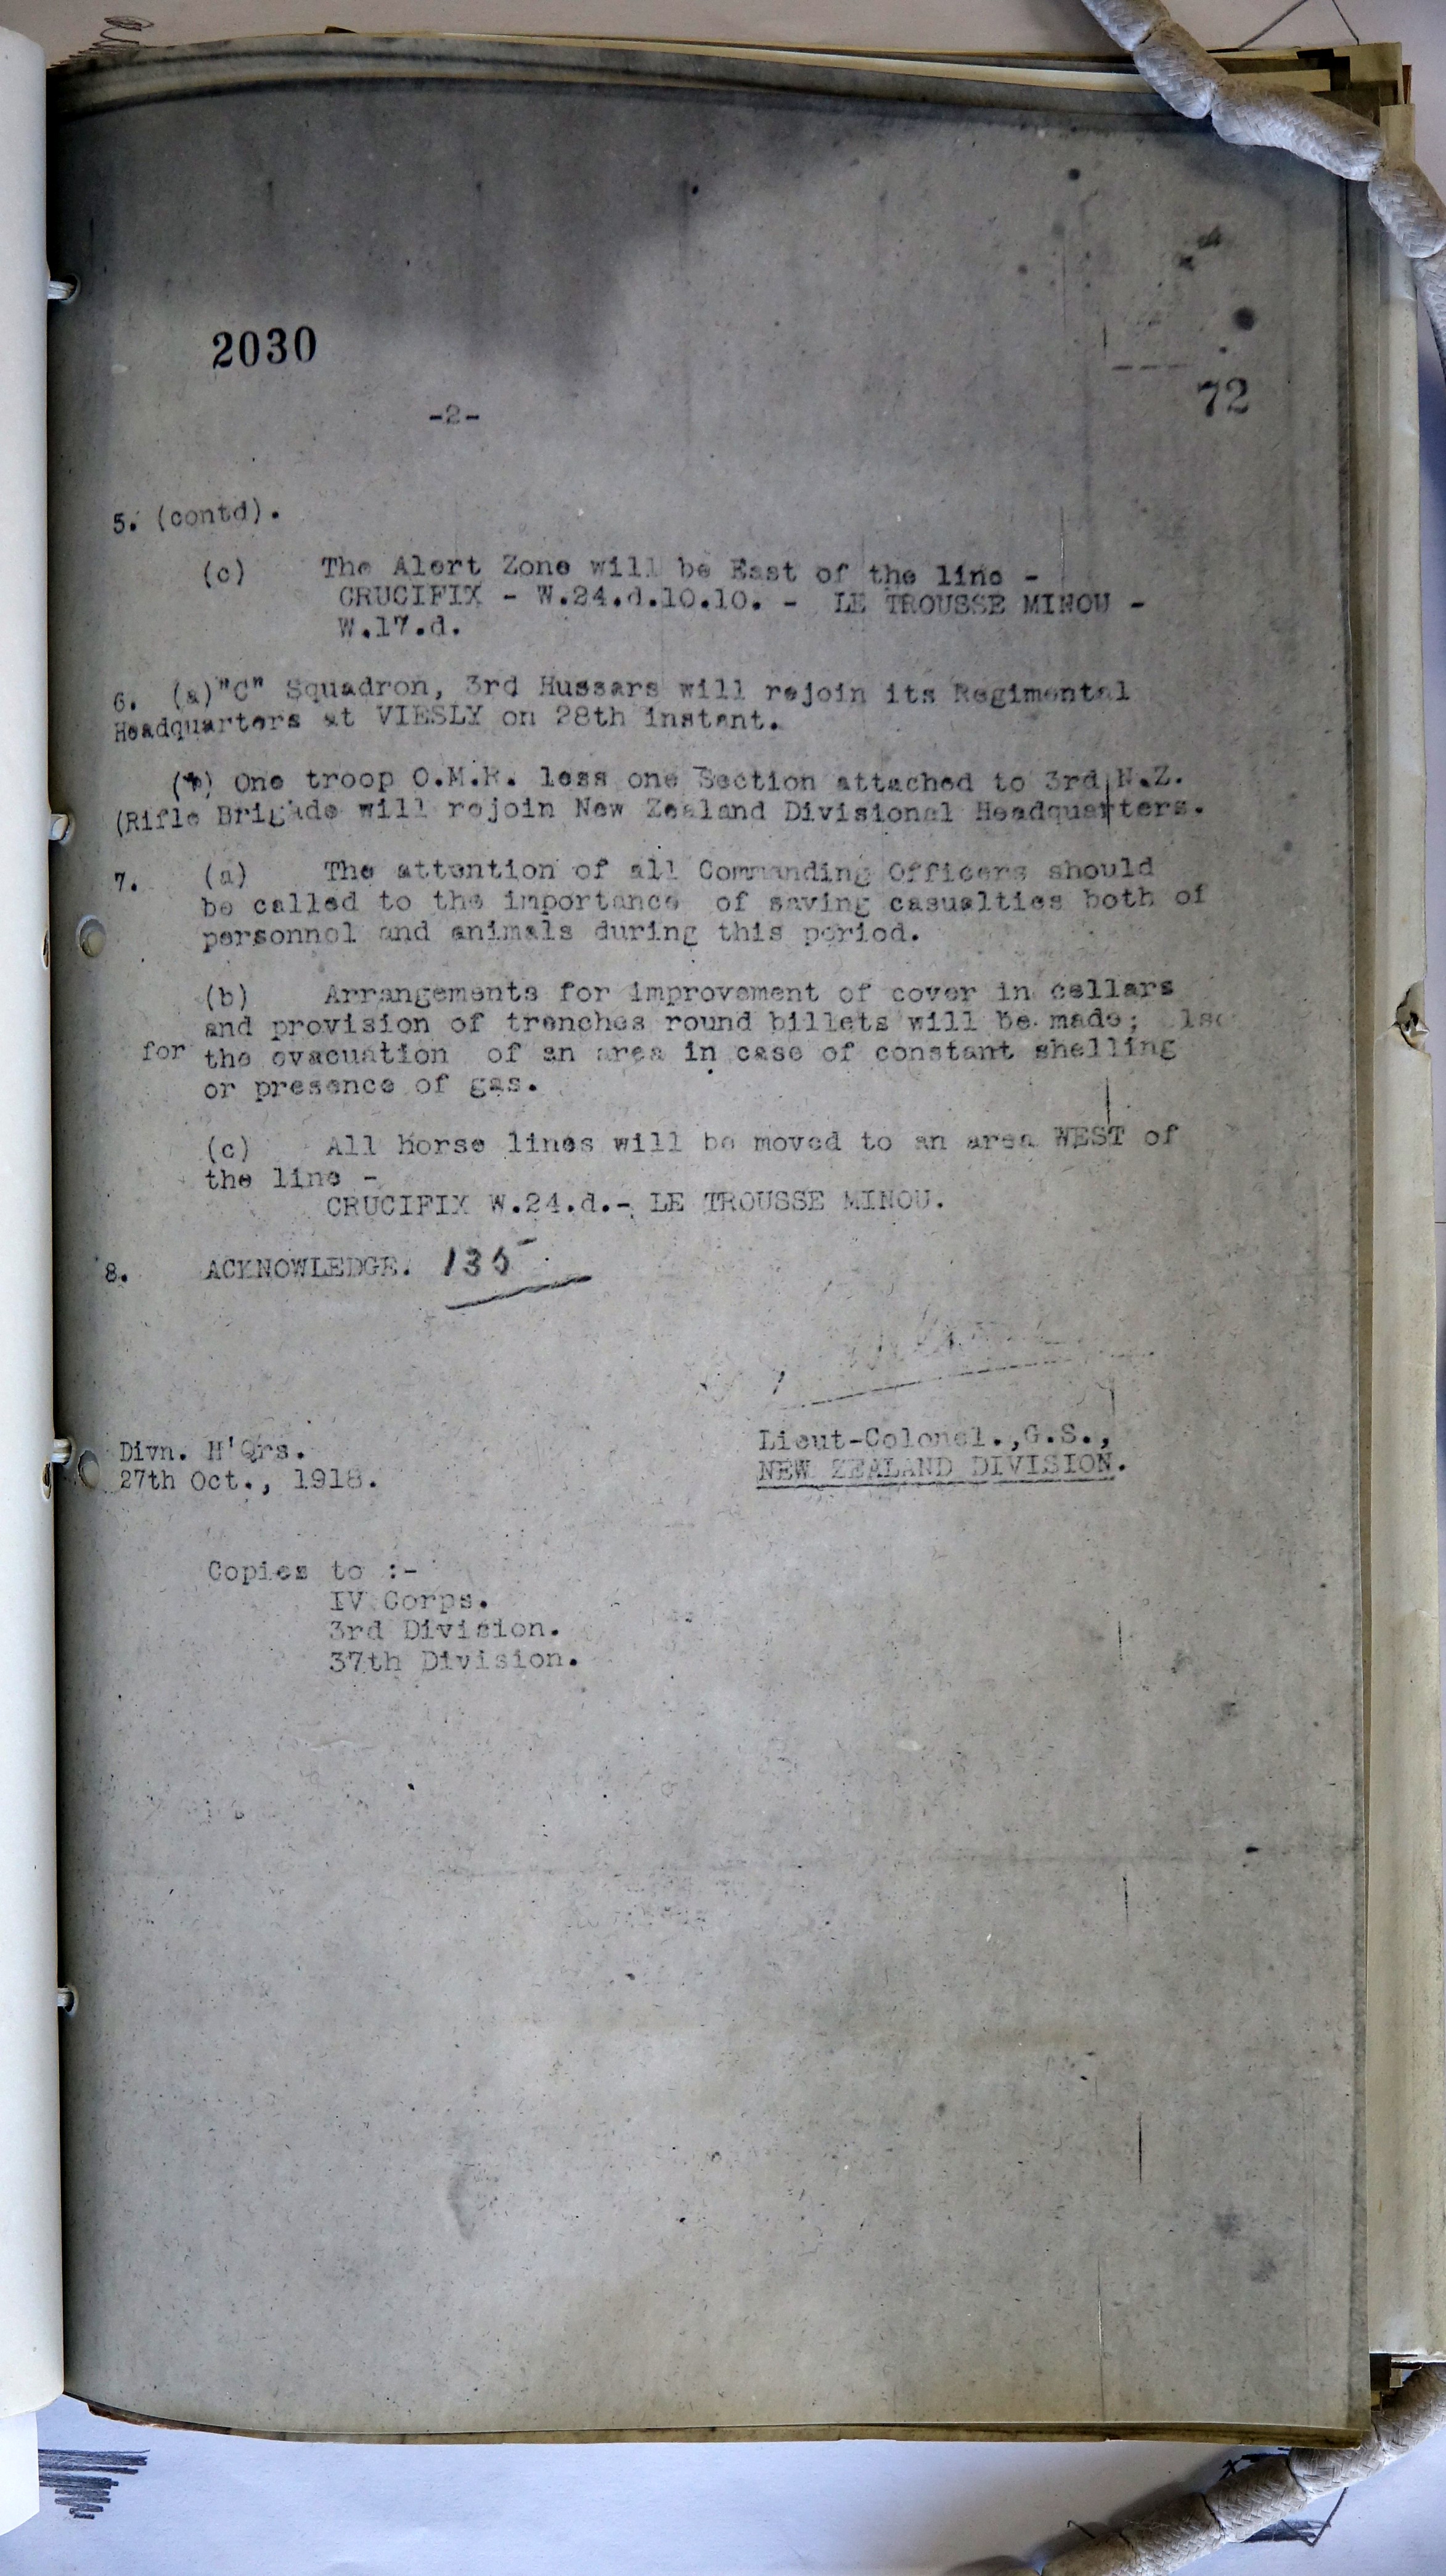 2030
72
-2-
5. (contd).
(c) The Alert Zone will be East of the line -
CRUCIFIX - W.24.d.10.10. - LE TROUSSE MINOU -
W.17.d.
6. (a)"C" Squadron, 3rd Hussars will rejoin its Regimental
Headquarters at VIESLY on 28th instant.
(b) One troop O.M.R. less one Section attached to 3rd N.Z.
(Rifle Brigade will rejoin New Zealand Divisional Headquarters.
7. (a) The attention of all Commanding Officers should
be called to the importance of saving casualties both of
personnel and animals during this period.
(b) Arrangements for improvement of cover in cellars
and provision of trenches round billets will be made; also
for the evacuation of an area in case of constant shelling
or presence of gas.
(c) All horse lines will be moved to an area WEST of
the line -
CRUCIFIX W.24.d.- LE TROUSSE MINOU.
8. ACKNOWLEDGE. 135
Divn. H'Qrs.
27th Oct., 1918.
Lieut-Colonel.,G.S.,
NEW ZEALAND DIVISION.
Copies to :-
IV Corps.
3rd Division.
37th Division.